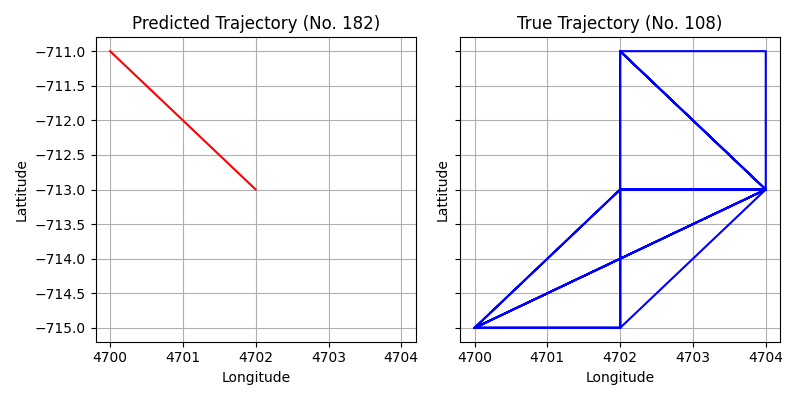 Predicted Trajectory (No. 182)
True Trajectory (No. 108)
−711.0
−711.5
−712.0
−712.5
−713.0
−713.5
−714.0
−714.5
−715.0
Lattitude
Lattitude
4700 4701 4702 4703 4704
4700 4701 4702 4703 4704
Longitude
Longitude